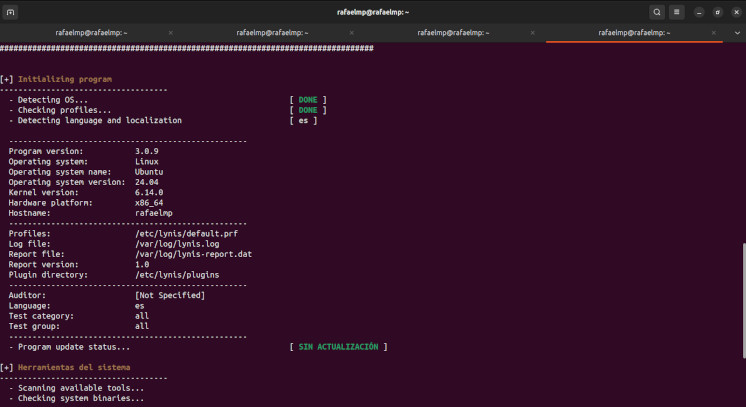 rafaelmp@rafaelmp: ~
rafaelmp@rafaelmp: ~ × rafaelmp@rafaelmp: ~ × rafaelmp@rafaelmp: ~ × rafaelmp@rafaelmp: ~ ×
################################################################################
[+] Initializing program
------------------------------------
- Detecting OS... [ DONE ]
- Checking profiles... [ DONE ]
- Detecting language and localization [ es ]
---------------------------------------------------
Program version: 3.0.9
Operating system: Linux
Operating system name: Ubuntu
Operating system version: 24.04
Kernel version: 6.14.0
Hardware platform: x86_64
Hostname: rafaelmp
---------------------------------------------------
Profiles: /etc/lynis/default.prf
Log file: /var/log/lynis.log
Report file: /var/log/lynis-report.dat
Report version: 1.0
Plugin directory: /etc/lynis/plugins
---------------------------------------------------
Auditor: [Not Specified]
Language: es
Test category: all
Test group: all
---------------------------------------------------
- Program update status... [ SIN ACTUALIZACIÓN ]
[+] Herramientas del sistema
------------------------------------
- Scanning available tools...
- Checking system binaries...